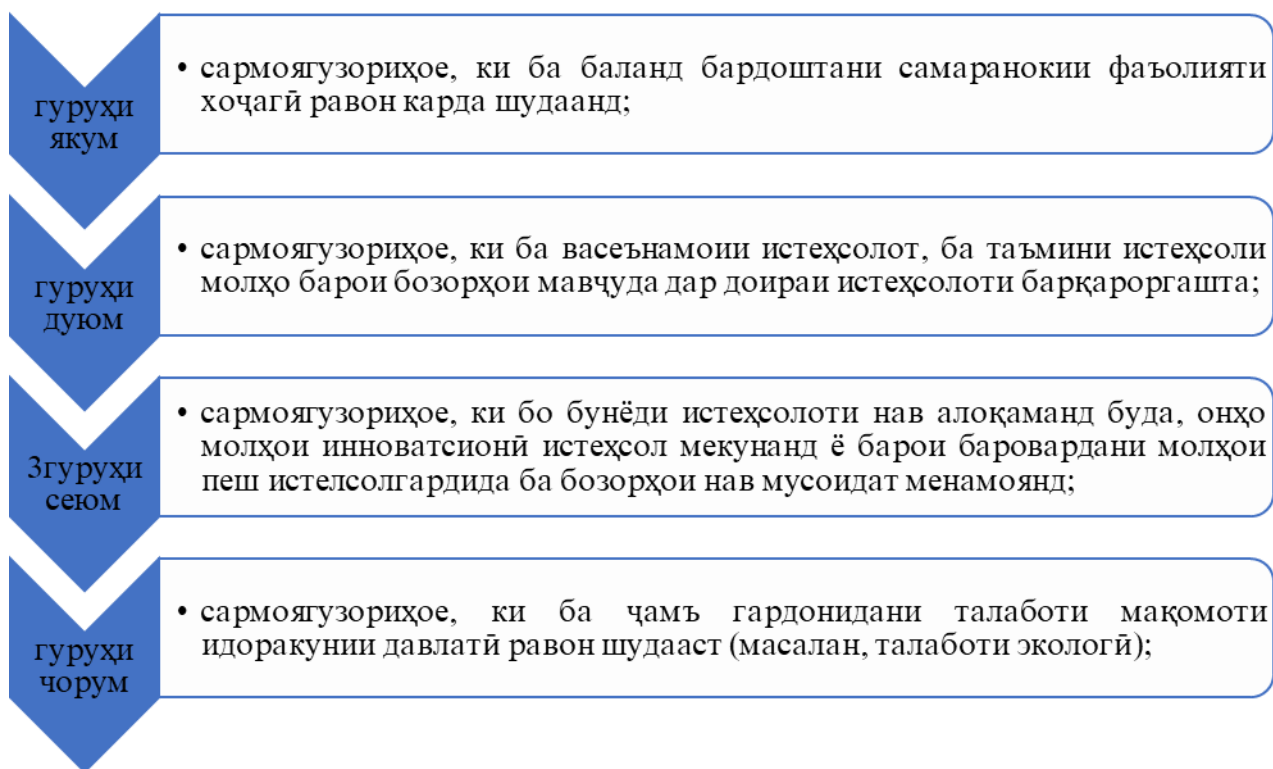 гуруҳи
якум
• сармоягузориҳое, ки ба баланд бардоштани самаранокии фаъолияти
хоҷагӣ равон карда шудаанд;
гуруҳи
дуюм
• сармоягузориҳое, ки ба васеънамоии истеҳсолот, ба таъмини истеҳсоли
молҳо барои бозорҳои мавҷуда дар доираи истеҳсолоти барқароргашта;
3гуруҳи
сеюм
• сармоягузориҳое, ки бо бунёди истеҳсолоти нав алоқаманд буда, онҳо
молҳои инноватсионӣ истеҳсол мекунанд ё барои баровардани молҳои
пеш истелсолгардида ба бозорҳои нав мусоидат менамоянд;
гуруҳи
чорум
• сармоягузориҳое, ки ба ҷамъ гардонидани талаботи мақомоти
идоракунии давлатӣ равон шудааст (масалан, талаботи экологӣ);